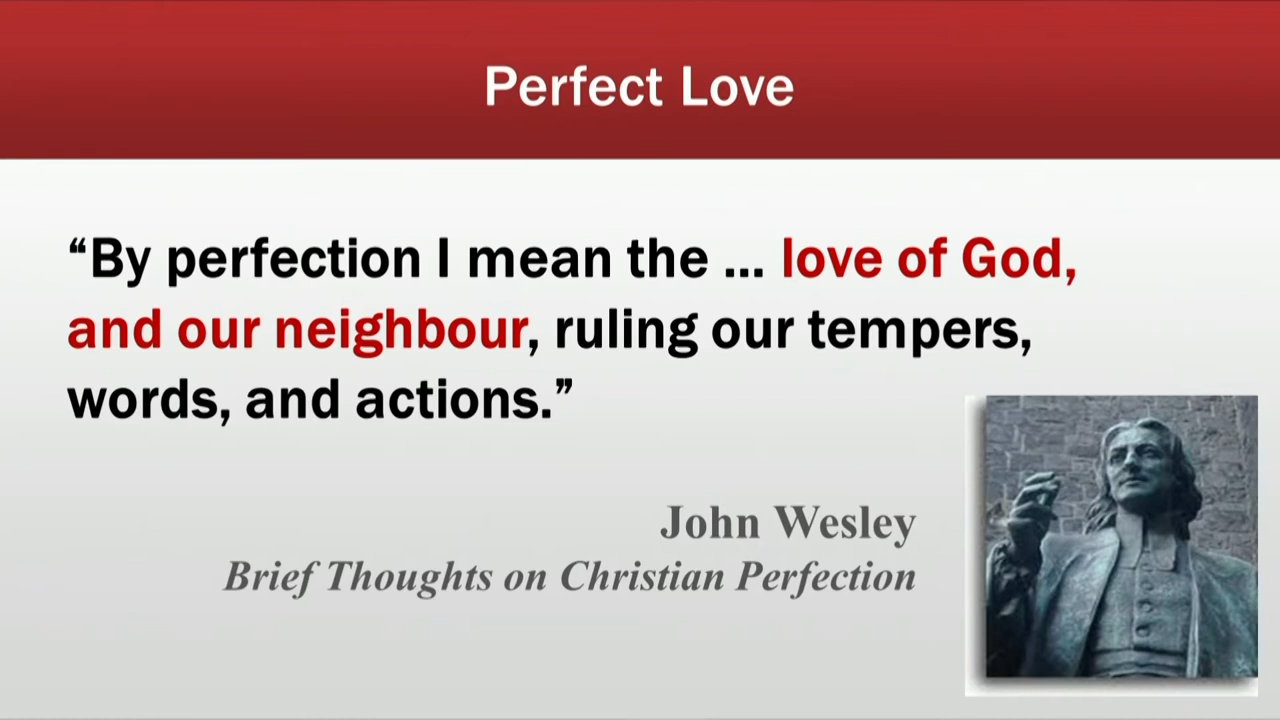 Perfect Love
“By perfection I mean the ... love of God,
and our neighbour, ruling our tempers,
words, and actions.”
John Wesley
Brief Thoughts on Christian Perfection